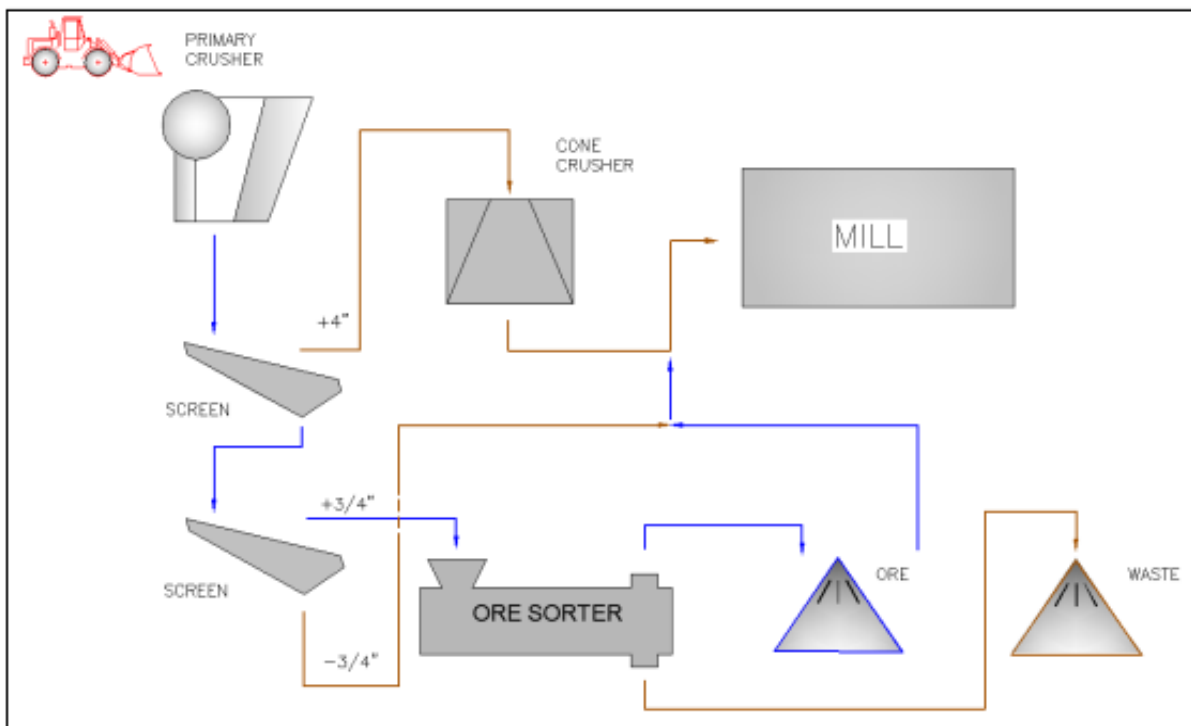 PRIMARY
CRUSHER
CONE
CRUSHER
MILL
+4"
SCREEN
+3/4"
SCREEN
ORE SORTER
ORE
WASTE
-3/4"